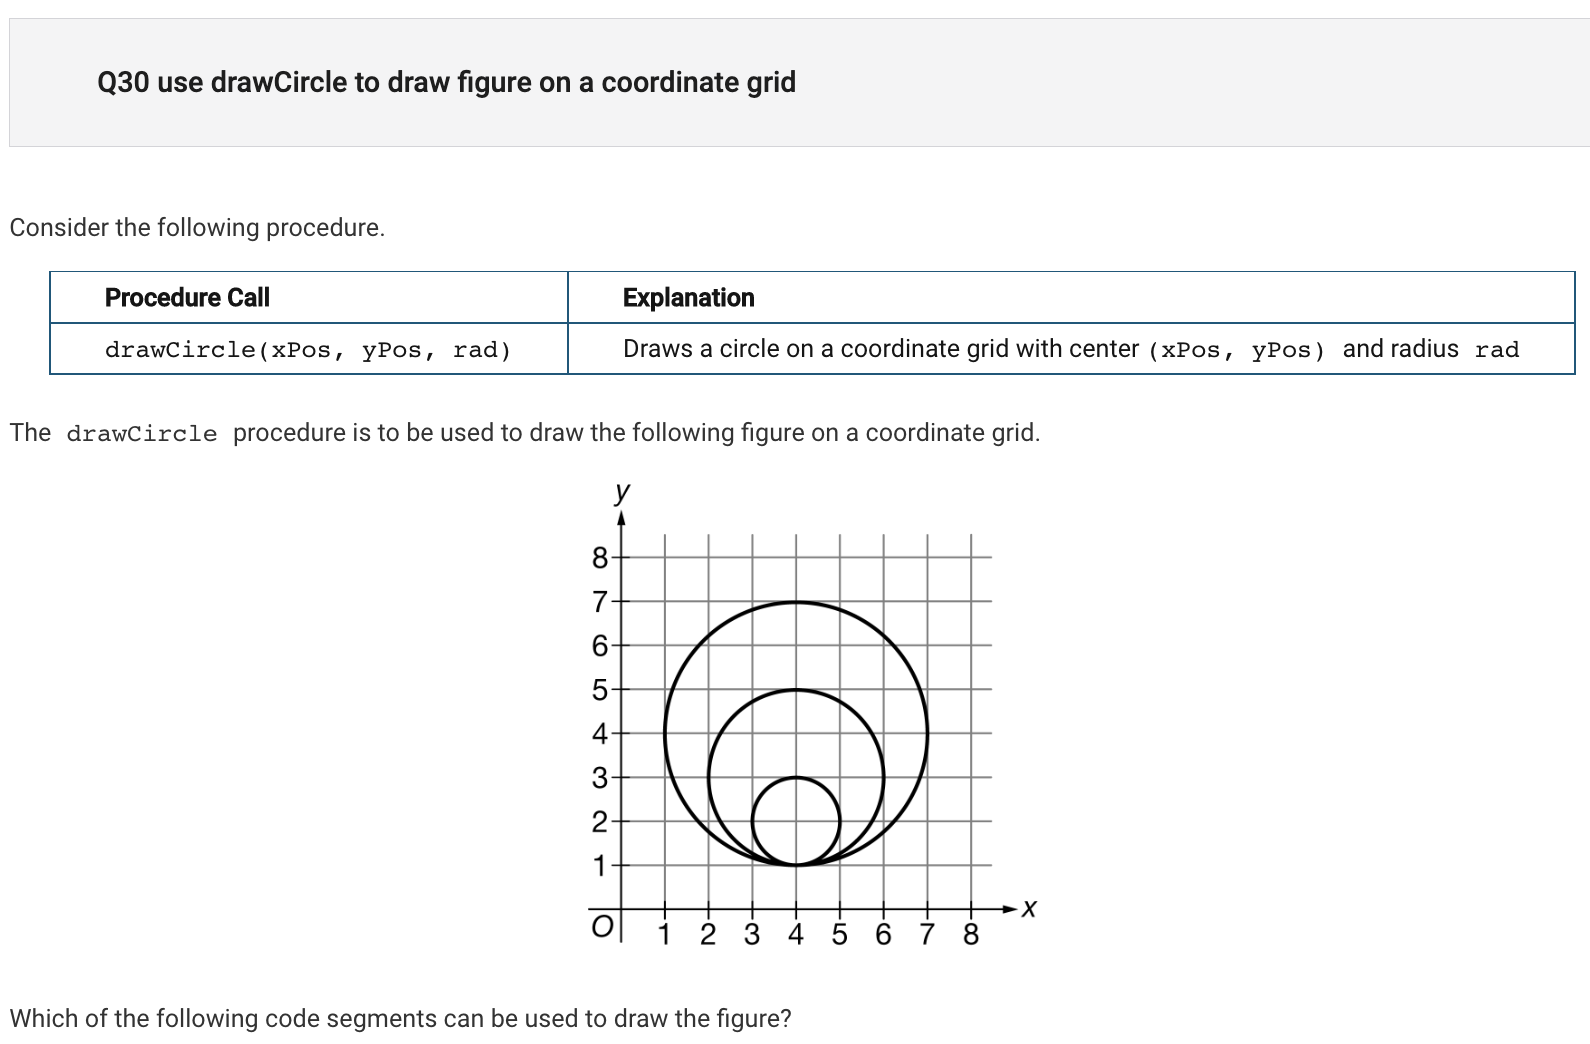 Q30 use drawCircle to draw figure on a coordinate grid
Consider the following procedure.
Procedure Call Explanation
drawCircle(xPos, yPos, rad) Draws a circle on a coordinate grid with center (xPos, yPos) and radius rad
The drawCircle procedure is to be used to draw the following figure on a coordinate grid.
y
8
7
6
5
4
3
2
1
x
O 1 2 3 4 5 6 7 8
Which of the following code segments can be used to draw the figure?